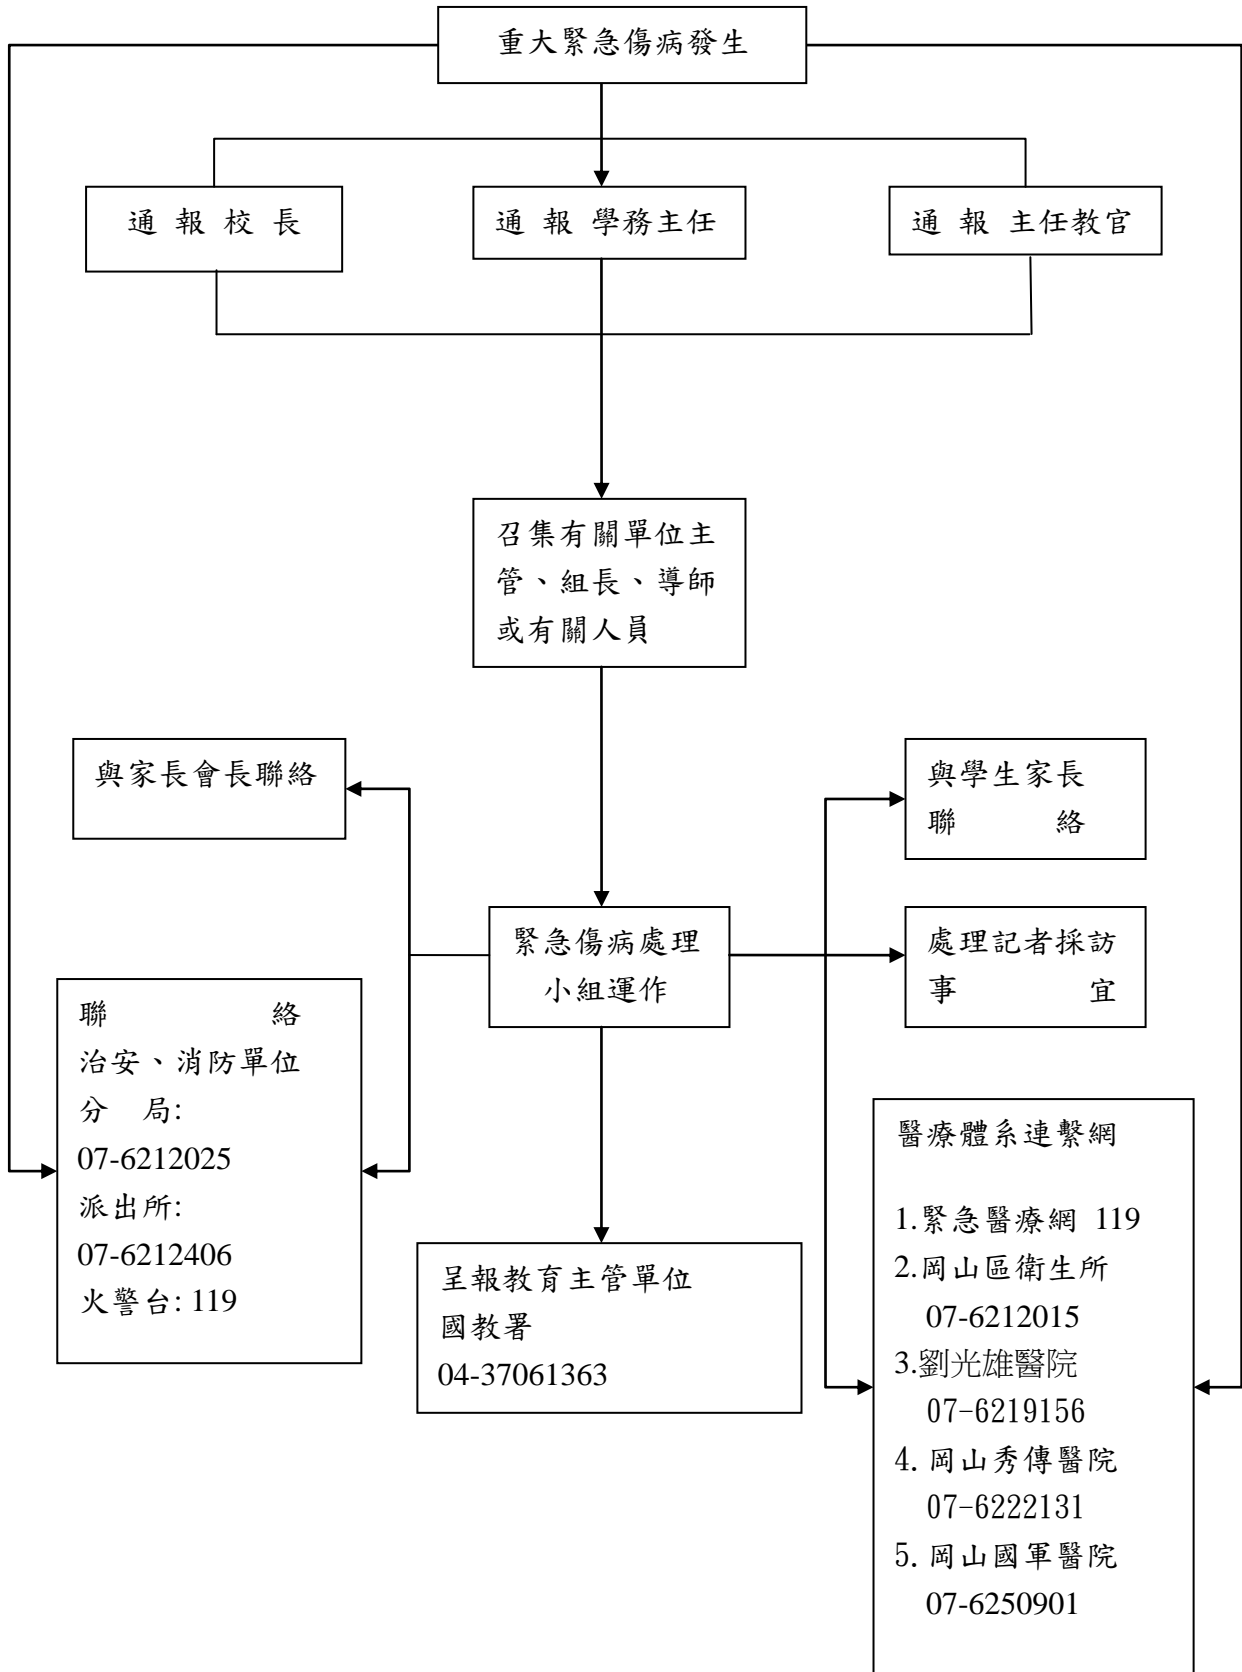 重大緊急傷病發生
通 報 校 長
通 報 學務主任
通 報 主任教官
召集有關單位主
管、組長、導師
或有關人員
與家長會長聯絡
與學生家長
聯 絡
緊急傷病處理
小組運作
處理記者採訪
事 宜
聯 絡
治安、消防單位
分 局:
07-6212025
派出所:
07-6212406
火警台: 119
呈報教育主管單位
國教署
04-37061363
醫療體系連繫網
1.緊急醫療網 119
2.岡山區衛生所
07-6212015
3.劉光雄醫院
07-6219156
4. 岡山秀傳醫院
07-6222131
5. 岡山國軍醫院
07-6250901